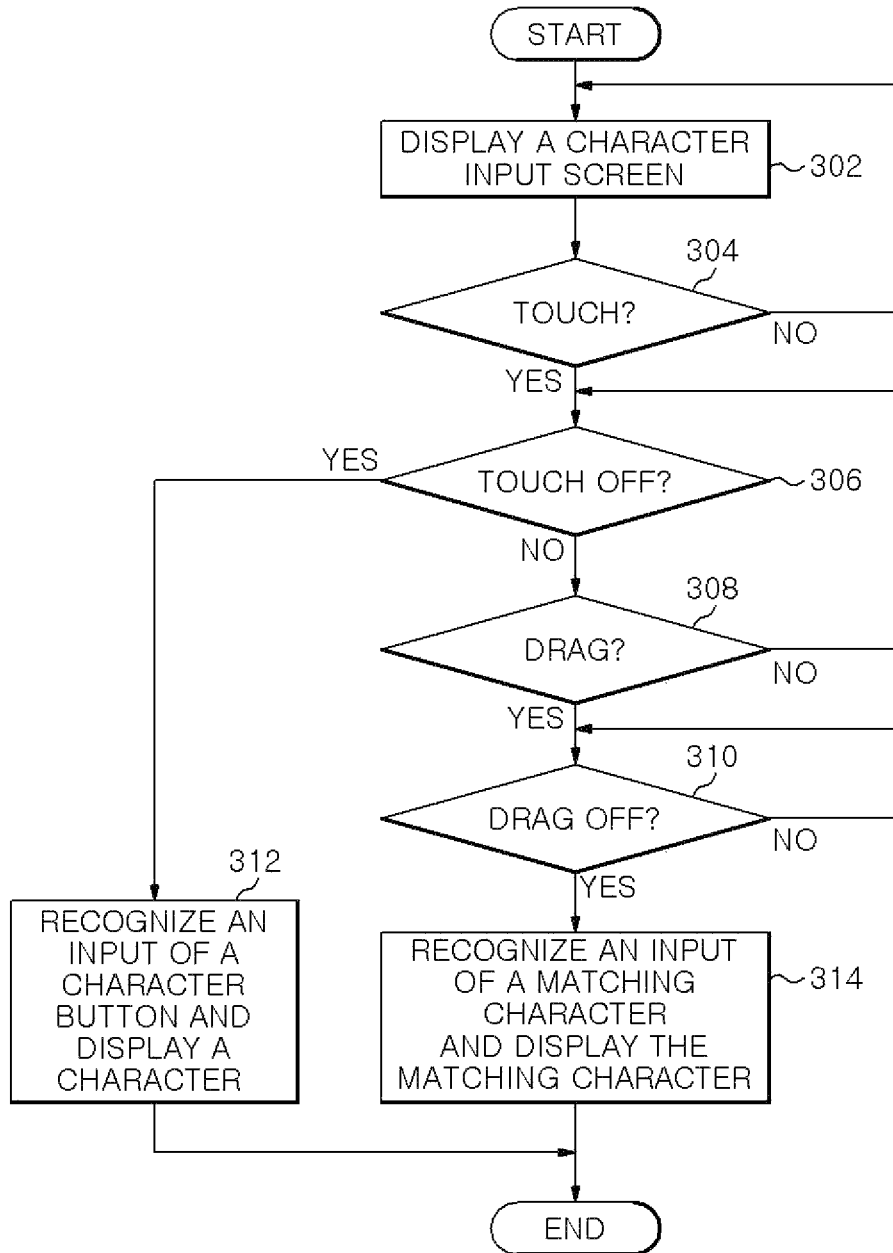 START
DISPLAY A CHARACTER
INPUT SCREEN
302
304
TOUCH?
NO
YES
YES
TOUCH OFF?
306
NO
308
DRAG?
NO
YES
310
DRAG OFF?
NO
YES
312
RECOGNIZE AN
INPUT OF A
CHARACTER
BUTTON AND
DISPLAY A
CHARACTER
RECOGNIZE AN INPUT
OF A MATCHING
CHARACTER
AND DISPLAY THE
MATCHING CHARACTER
314
END